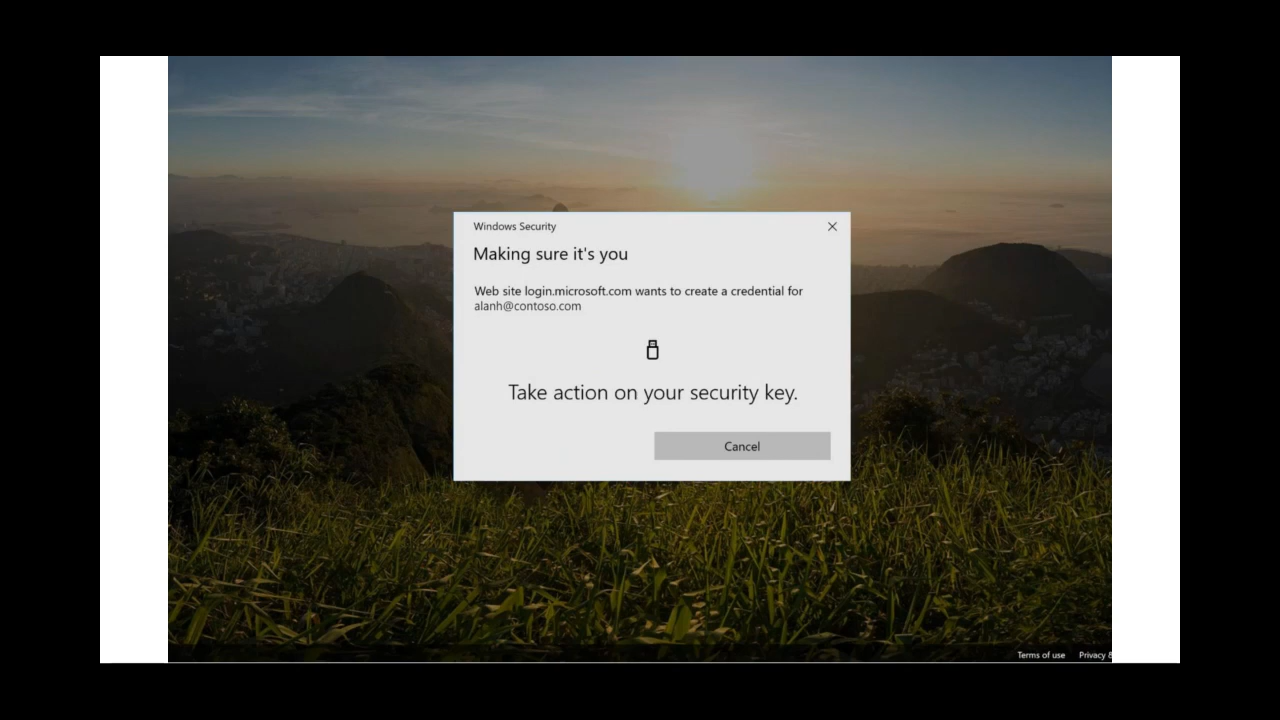 Windows Security
Making sure it's you
Web site login.microsoft.com wants to create a credential for
alanh@contoso.com
Take action on your security key.
Cancel
Terms of use Privacy &